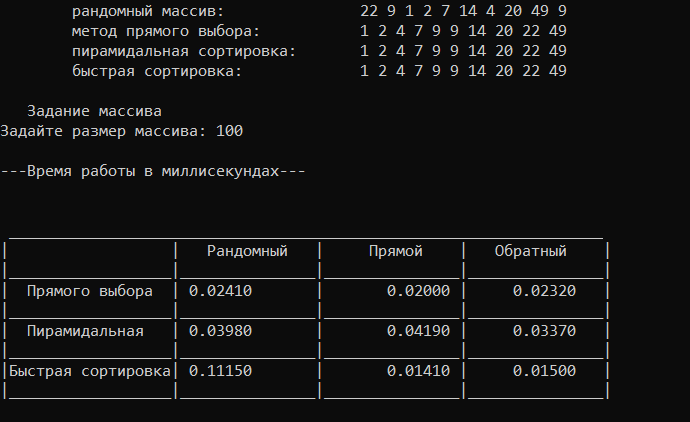 рандомный массив: 22 9 1 2 7 14 4 20 49 9
метод прямого выбора: 1 2 4 7 9 9 14 20 22 49
пирамидальная сортировка: 1 2 4 7 9 9 14 20 22 49
быстрая сортировка: 1 2 4 7 9 9 14 20 22 49
Задание массива
Задайте размер массива: 100
---Время работы в миллисекундах---
| | Рандомный | Прямой | Обратный |
| Прямого выбора | 0.02410 | 0.02000 | 0.02320 |
| Пирамидальная | 0.03980 | 0.04190 | 0.03370 |
|Быстрая сортировка| 0.11150 | 0.01410 | 0.01500 |